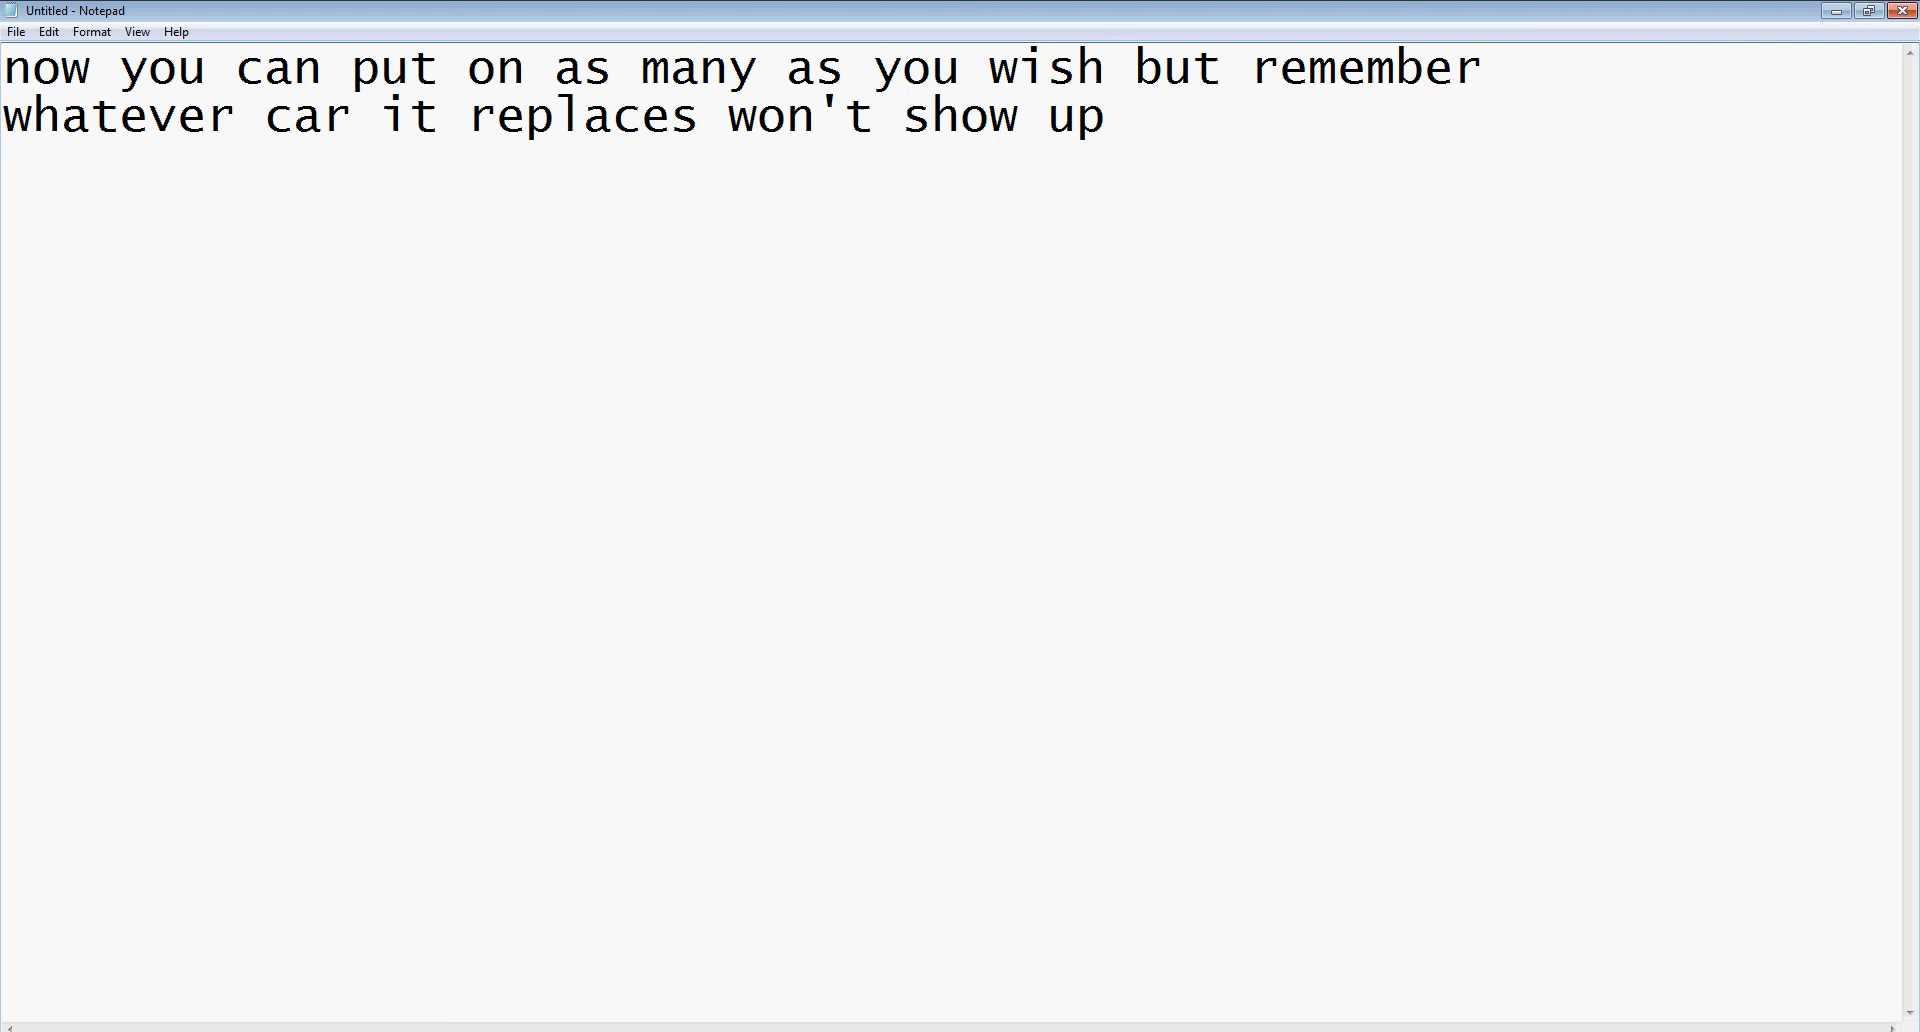 Untitled - Notepad
File Edit Format View Help
now you can put on as many as you wish but remember
whatever car it replaces won't show up